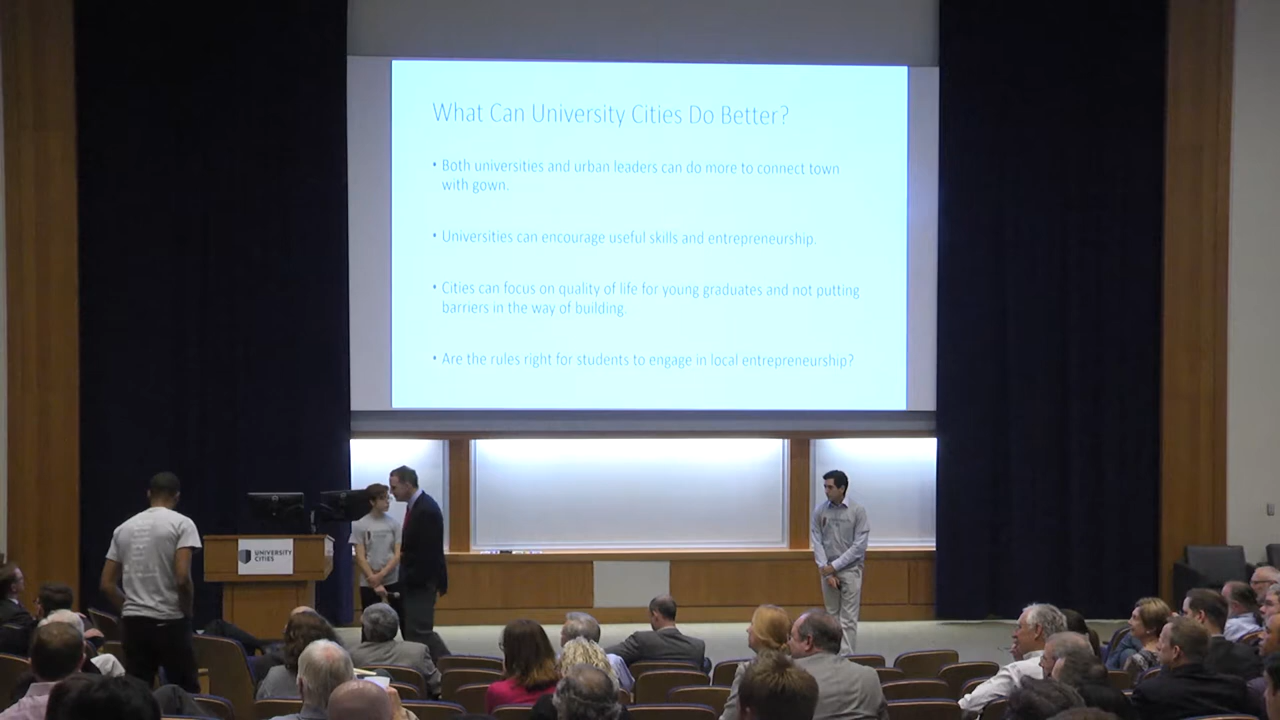 What Can University Cities Do Better?
• Both universities and urban leaders can do more to connect town
with gown.
• Universities can encourage useful skills and entrepreneurship.
• Cities can focus on quality of life for young graduates and not putting
barriers in the way of building.
• Are the rules right for students to engage in local entrepreneurship?
UNIVERSITY
CITIES